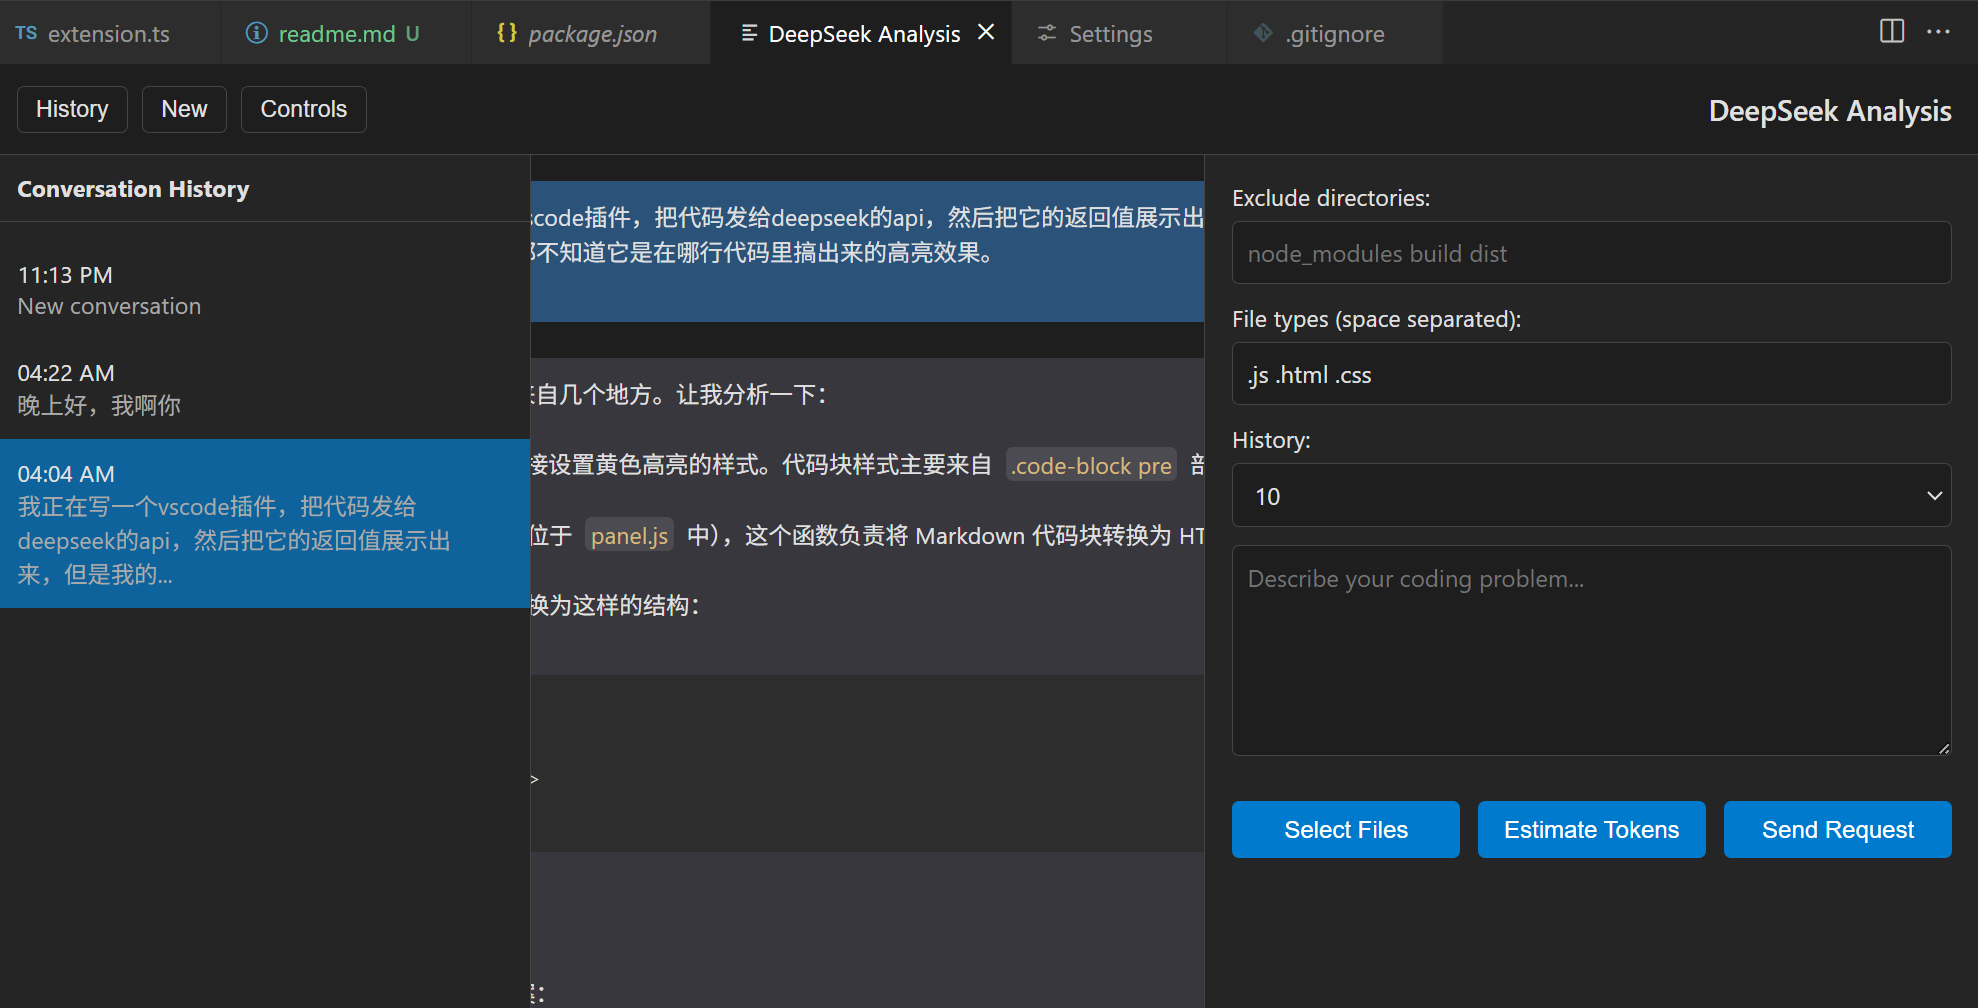 TS extension.ts
readme.md U
{} package.json
DeepSeek Analysis
Settings
.gitignore
History
New
Controls
DeepSeek Analysis
Conversation History
11:13 PM
New conversation
04:22 AM
晚上好，我啊你
04:04 AM
我正在写一个vscode插件，把代码发给
deepseek的api，然后把它的返回值展示出
来，但是我的...
scode插件，把代码发给deepseek的api，然后把它的返回值展示出
不知道它是在哪行代码里搞出来的高亮效果。
自几个地方。让我分析一下：
接设置黄色高亮的样式。代码块样式主要来自 .code-block pre 部
位于 panel.js 中），这个函数负责将 Markdown 代码块转换为 HT
换为这样的结构：
>
：
Exclude directories:
node_modules build dist
File types (space separated):
.js .html .css
History:
10
Describe your coding problem...
Select Files
Estimate Tokens
Send Request